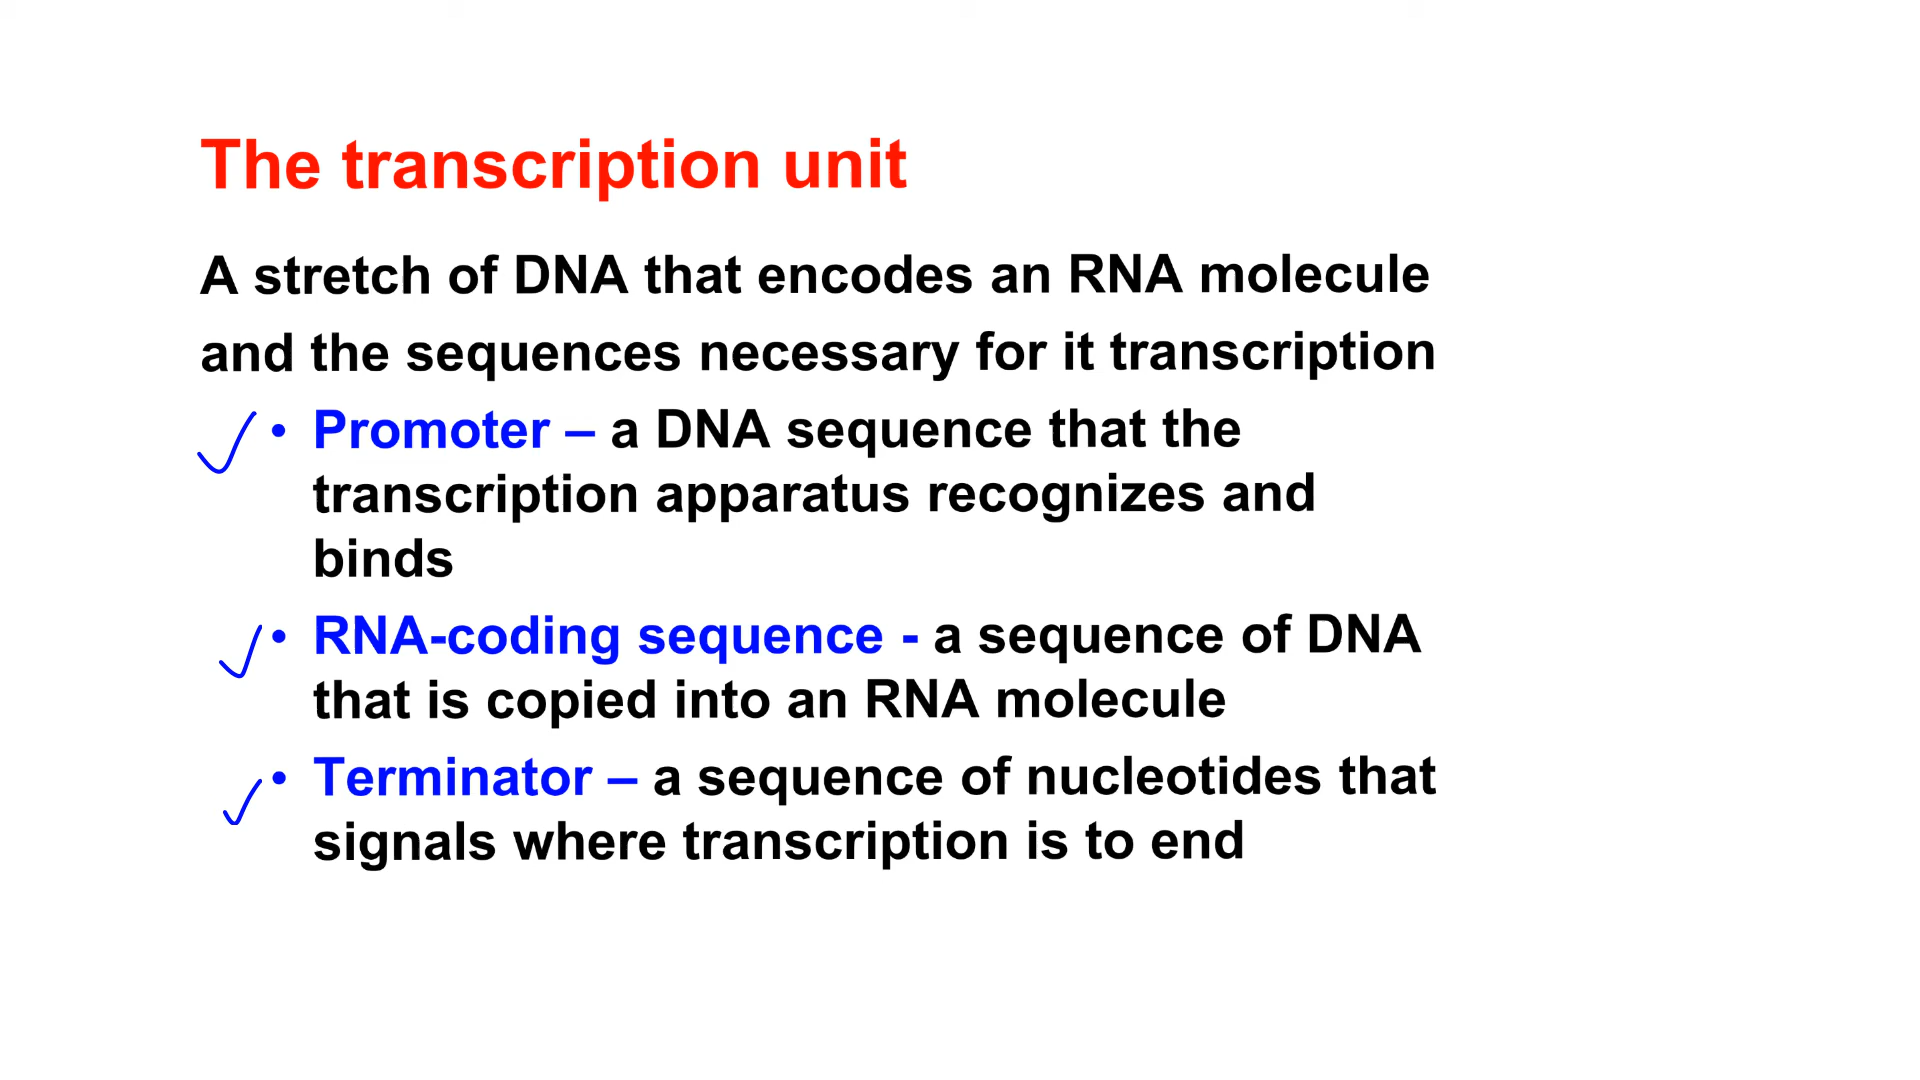 The transcription unit
A stretch of DNA that encodes an RNA molecule
and the sequences necessary for it transcription
• Promoter – a DNA sequence that the
transcription apparatus recognizes and
binds
• RNA-coding sequence - a sequence of DNA
that is copied into an RNA molecule
• Terminator – a sequence of nucleotides that
signals where transcription is to end